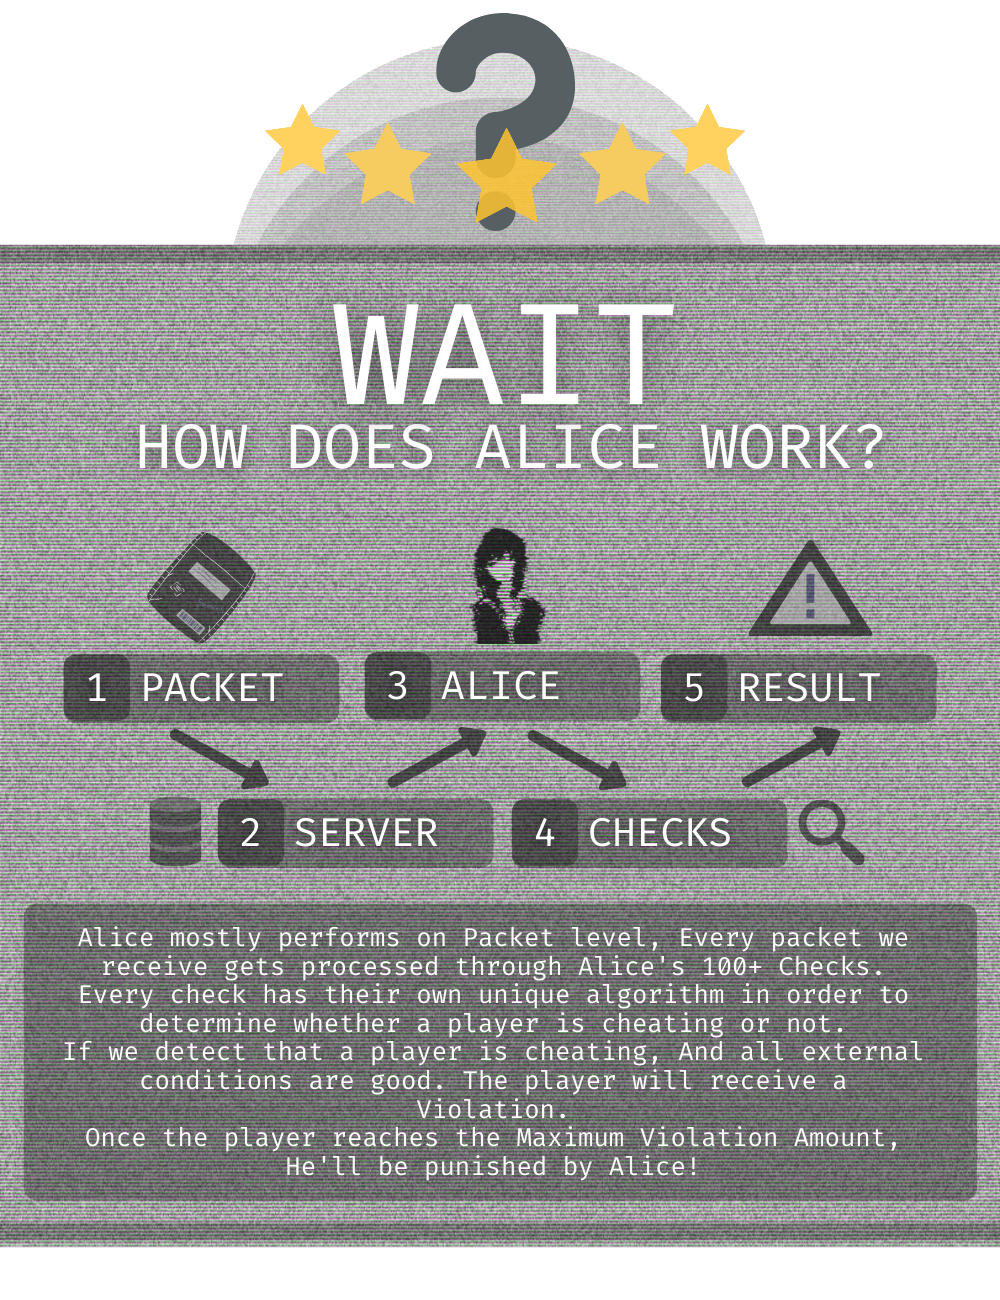 ?
WAIT
HOW DOES ALICE WORK?
1 PACKET
3 ALICE
5 RESULT
2 SERVER
4 CHECKS
Alice mostly performs on Packet level, Every packet we
receive gets processed through Alice's 100+ Checks.
Every check has their own unique algorithm in order to
determine whether a player is cheating or not.
If we detect that a player is cheating, And all external
conditions are good. The player will receive a
Violation.
Once the player reaches the Maximum Violation Amount,
He'll be punished by Alice!